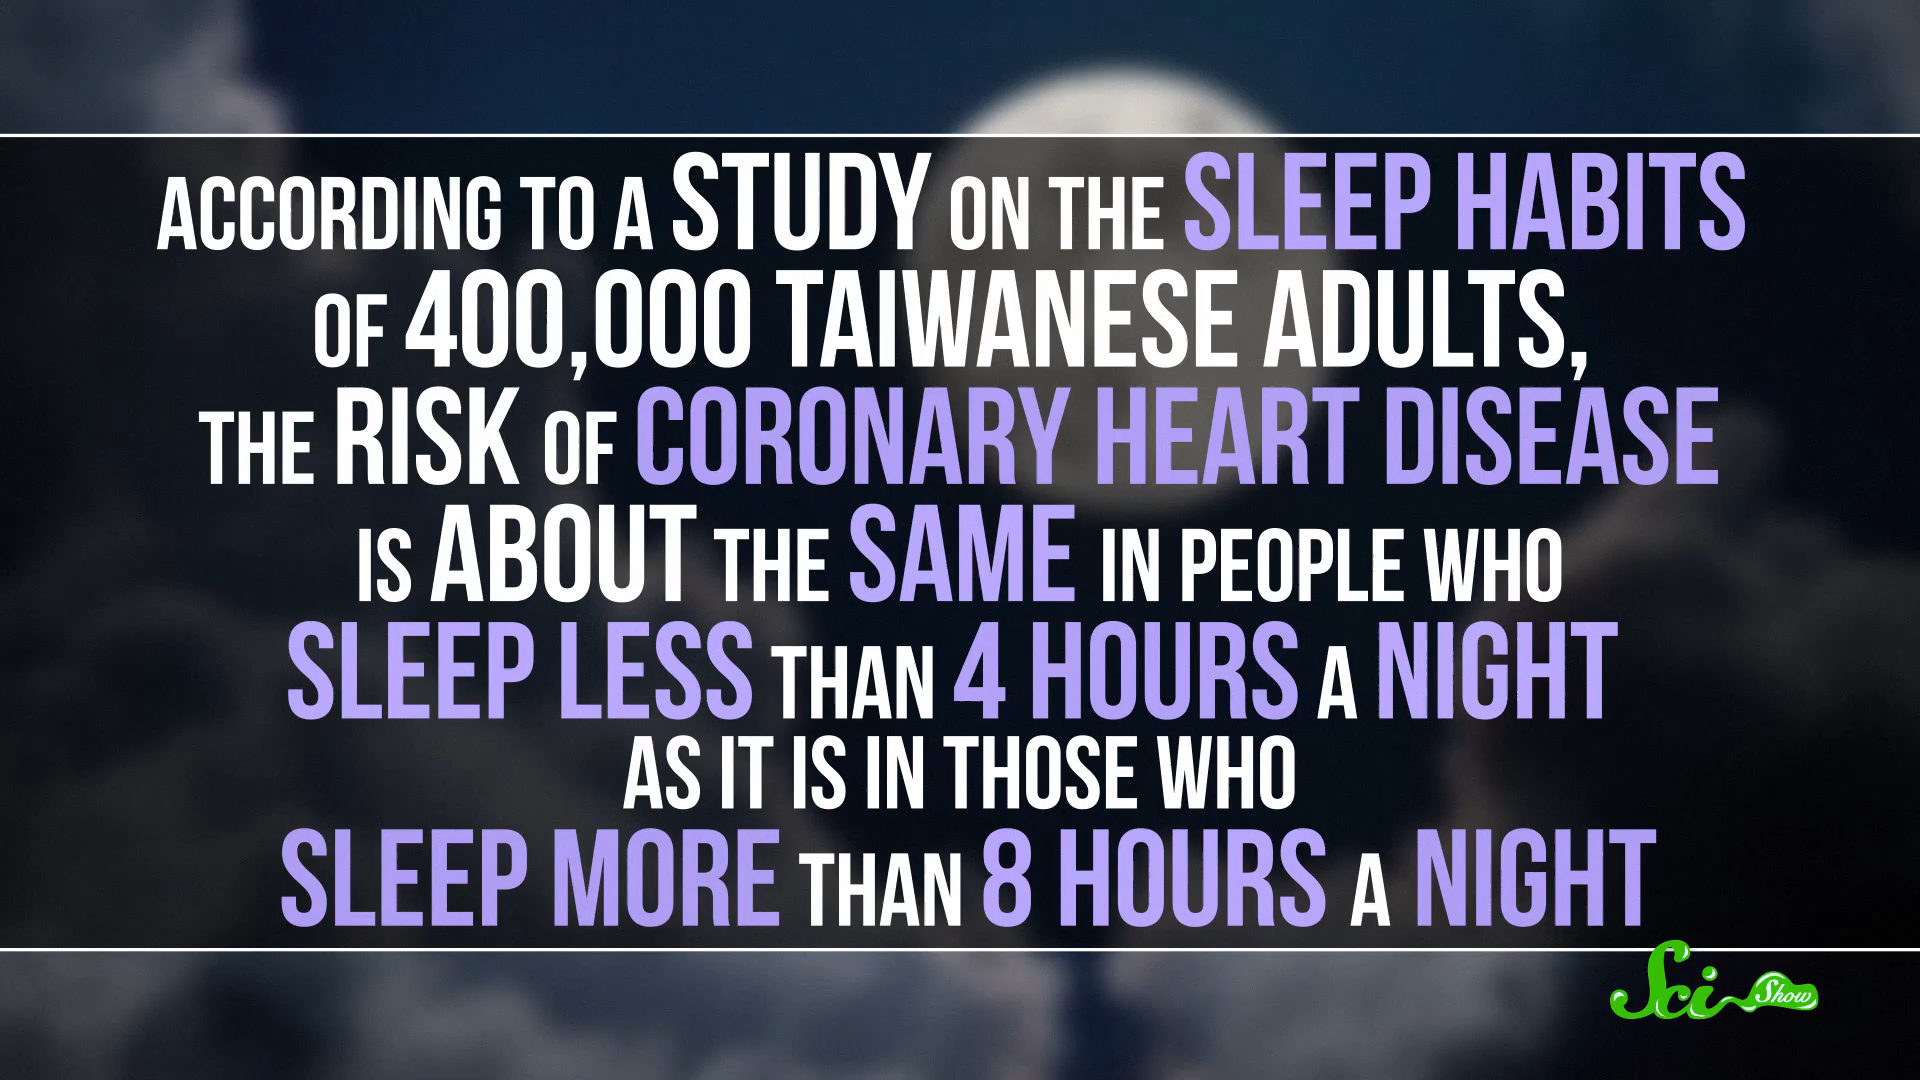 ACCORDING TO A STUDY ON THE SLEEP HABITS
OF 400,000 TAIWANESE ADULTS,
THE RISK OF CORONARY HEART DISEASE
IS ABOUT THE SAME IN PEOPLE WHO
SLEEP LESS THAN 4 HOURS A NIGHT
AS IT IS IN THOSE WHO
SLEEP MORE THAN 8 HOURS A NIGHT
Sci Show